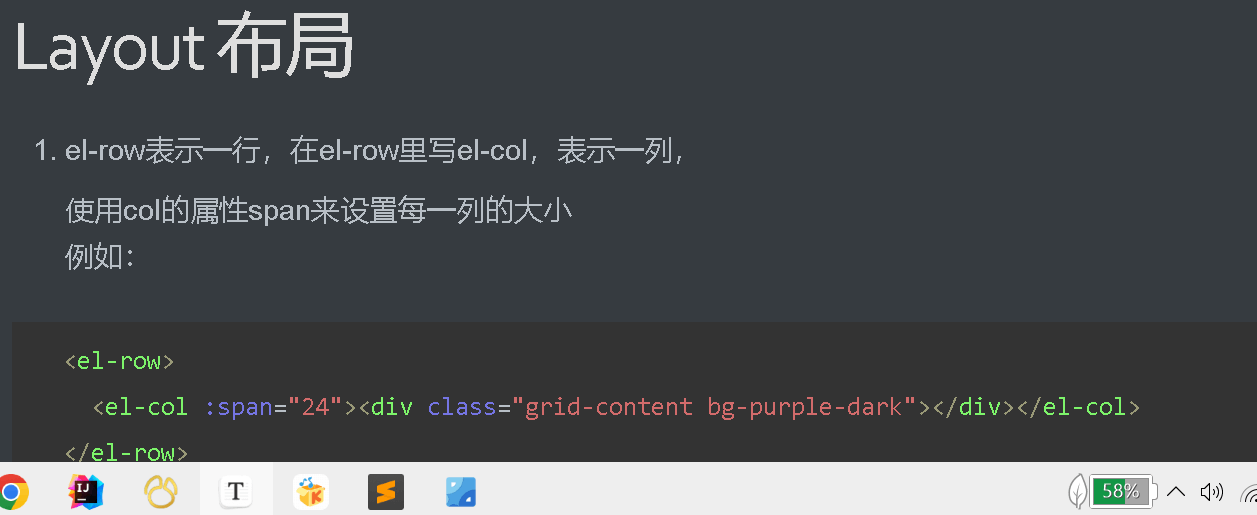 Layout 布局
1. el-row表示一行，在el-row里写el-col，表示一列，
使用col的属性span来设置每一列的大小
例如：
<el-row>
<el-col :span="24"><div class="grid-content bg-purple-dark"></div></el-col>
</el-row>
IJ
T
K
S
58%